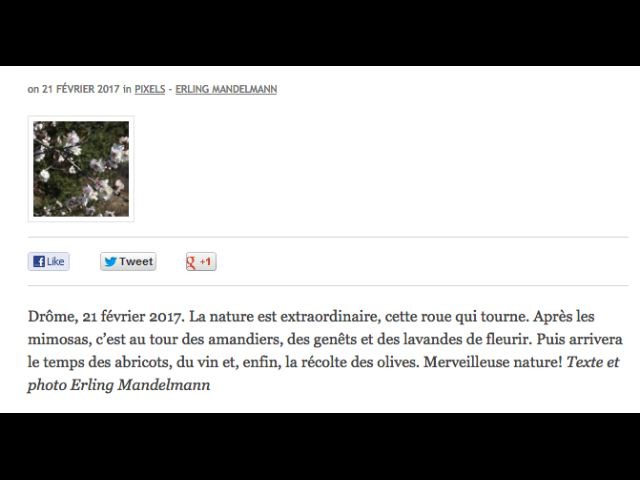 on 21 FÉVRIER 2017 in PIXELS - ERLING MANDELMANN
Like
Tweet
+1
Drôme, 21 février 2017. La nature est extraordinaire, cette roue qui tourne. Après les
mimosas, c’est au tour des amandiers, des genêts et des lavandes de fleurir. Puis arrivera
le temps des abricots, du vin et, enfin, la récolte des olives. Merveilleuse nature! Texte et
photo Erling Mandelmann